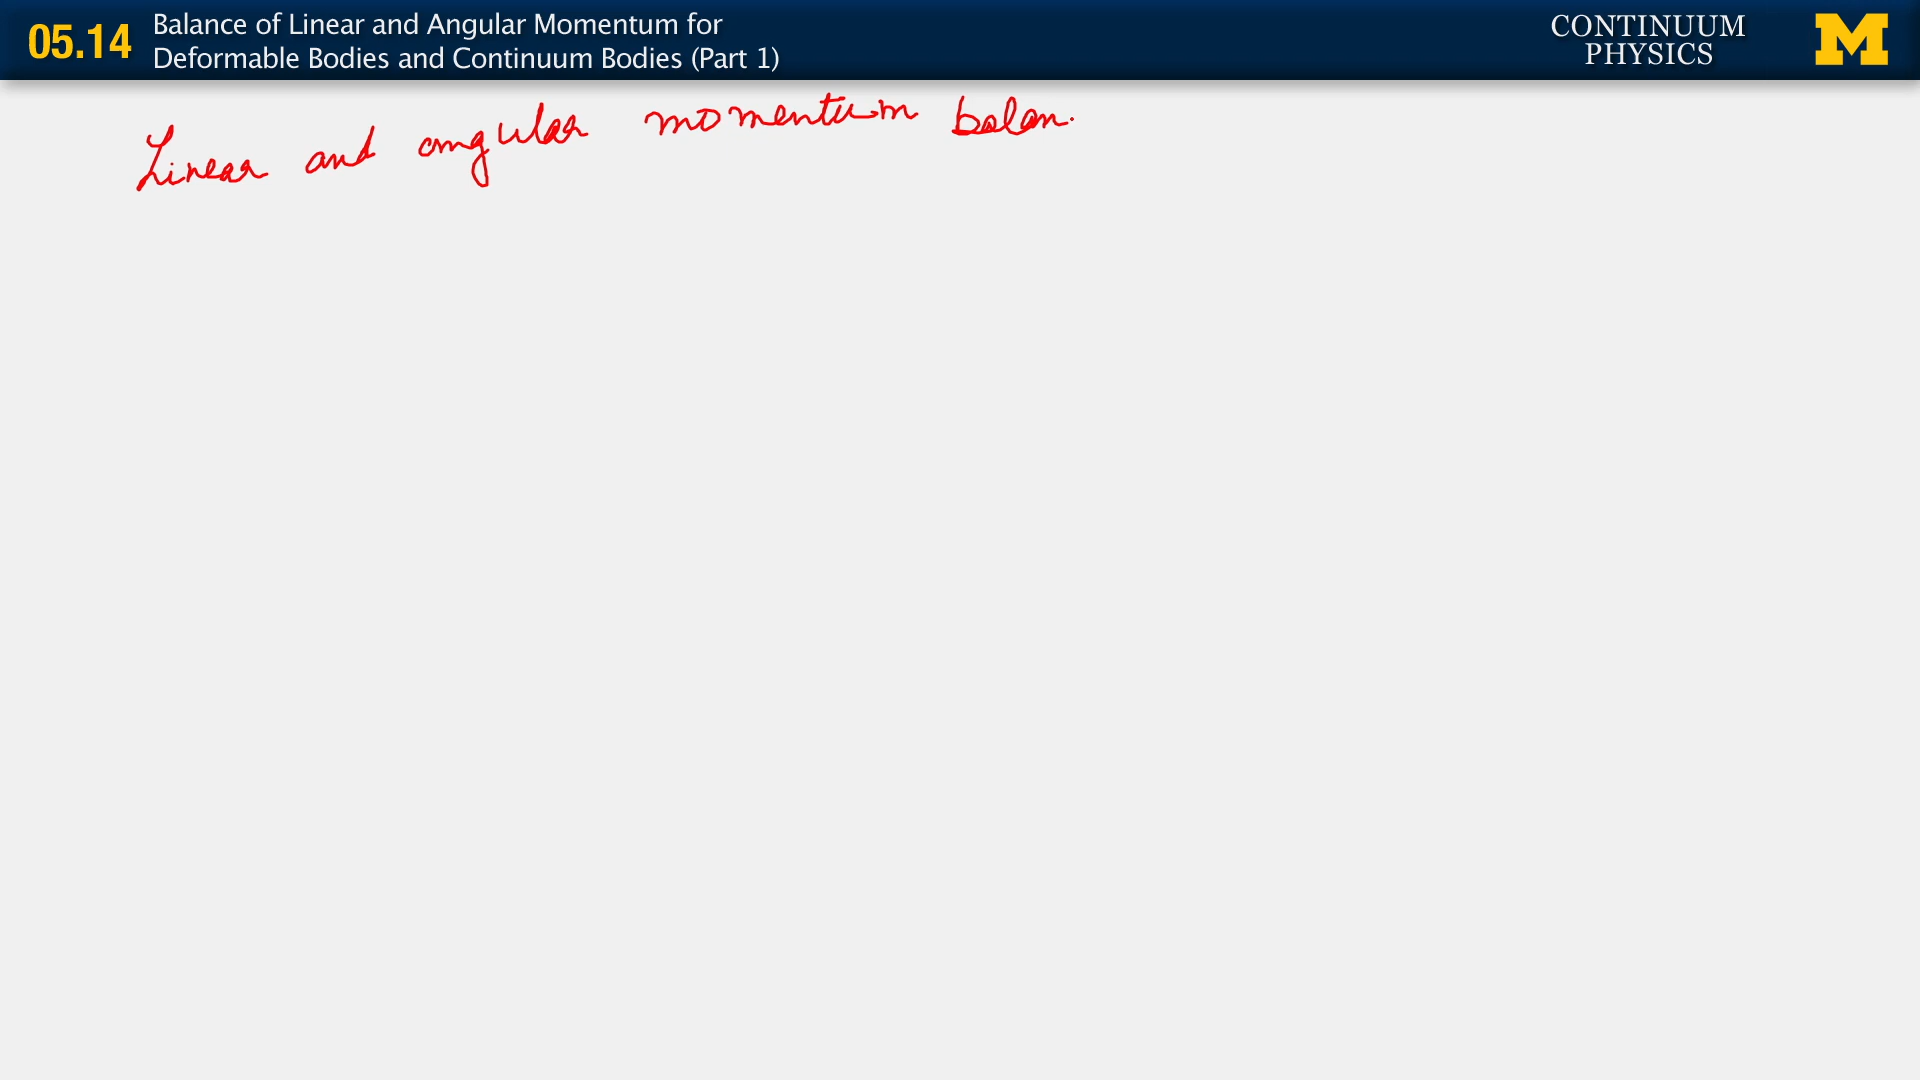 05.14
Balance of Linear and Angular Momentum for
Deformable Bodies and Continuum Bodies (Part 1)
CONTINUUM
PHYSICS
M
Linear and angular momentum balan